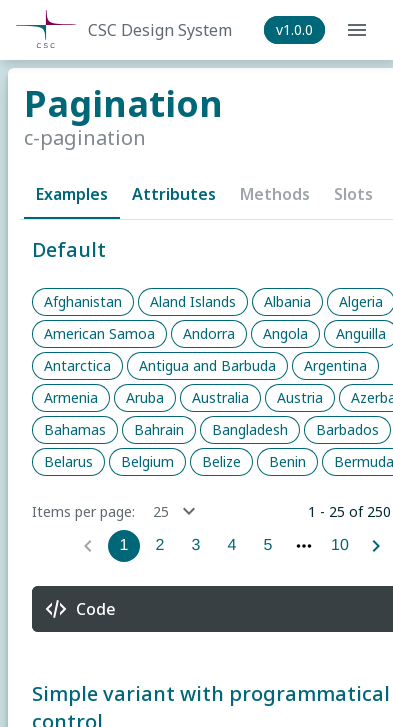 CSC
CSC Design System
v1.0.0
Pagination
c-pagination
Examples Attributes Methods Slots
Default
Afghanistan Aland Islands Albania Algeria
American Samoa Andorra Angola Anguilla
Antarctica Antigua and Barbuda Argentina
Armenia Aruba Australia Austria Azerba
Bahamas Bahrain Bangladesh Barbados
Belarus Belgium Belize Benin Bermuda
Items per page: 25 1 - 25 of 250
1 2 3 4 5 ••• 10
Code
Simple variant with programmatical
control